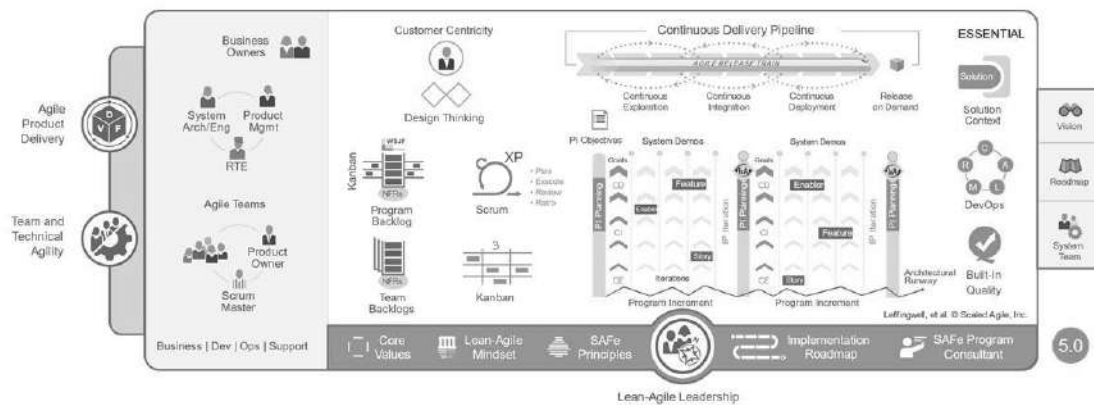 Agile
Product
Delivery
Team and
Technical
Agility
Business
Owners
System
Arch/Eng
Product
Mgmt
RTE
Agile Teams
Product
Owner
Scrum
Master
Business | Dev | Ops | Support
Customer Centricity
Design Thinking
Kanban
WSJF
NFRs
Program
Backlog
XP
• Plan
• Execute
• Review
• Retro
Scrum
NFRs
Team
Backlogs
3
Kanban
Continuous Delivery Pipeline
AGILE RELEASE TRAIN
Continuous
Exploration
Continuous
Integration
Continuous
Deployment
Release
on Demand
PI Objectives
System Demos
System Demos
PI Planning
Goals
CD
CI
CE
Feature
Enabler
Story
Iterations
IP Iteration
PI Planning
Goals
CD
CI
CE
Enabler
Feature
Story
IP Iteration
PI Planning
Program Increment
Program Increment
Architectural
Runway
ESSENTIAL
Solution
Solution
Context
C
A
L
M
R
DevOps
Built-In
Quality
Leffingwell, et al. © Scaled Agile, Inc.
Vision
Roadmap
System
Team
Core
Values
Lean-Agile
Mindset
SAFe
Principles
Implementation
Roadmap
SAFe Program
Consultant
5.0
Lean-Agile Leadership
D
V
F